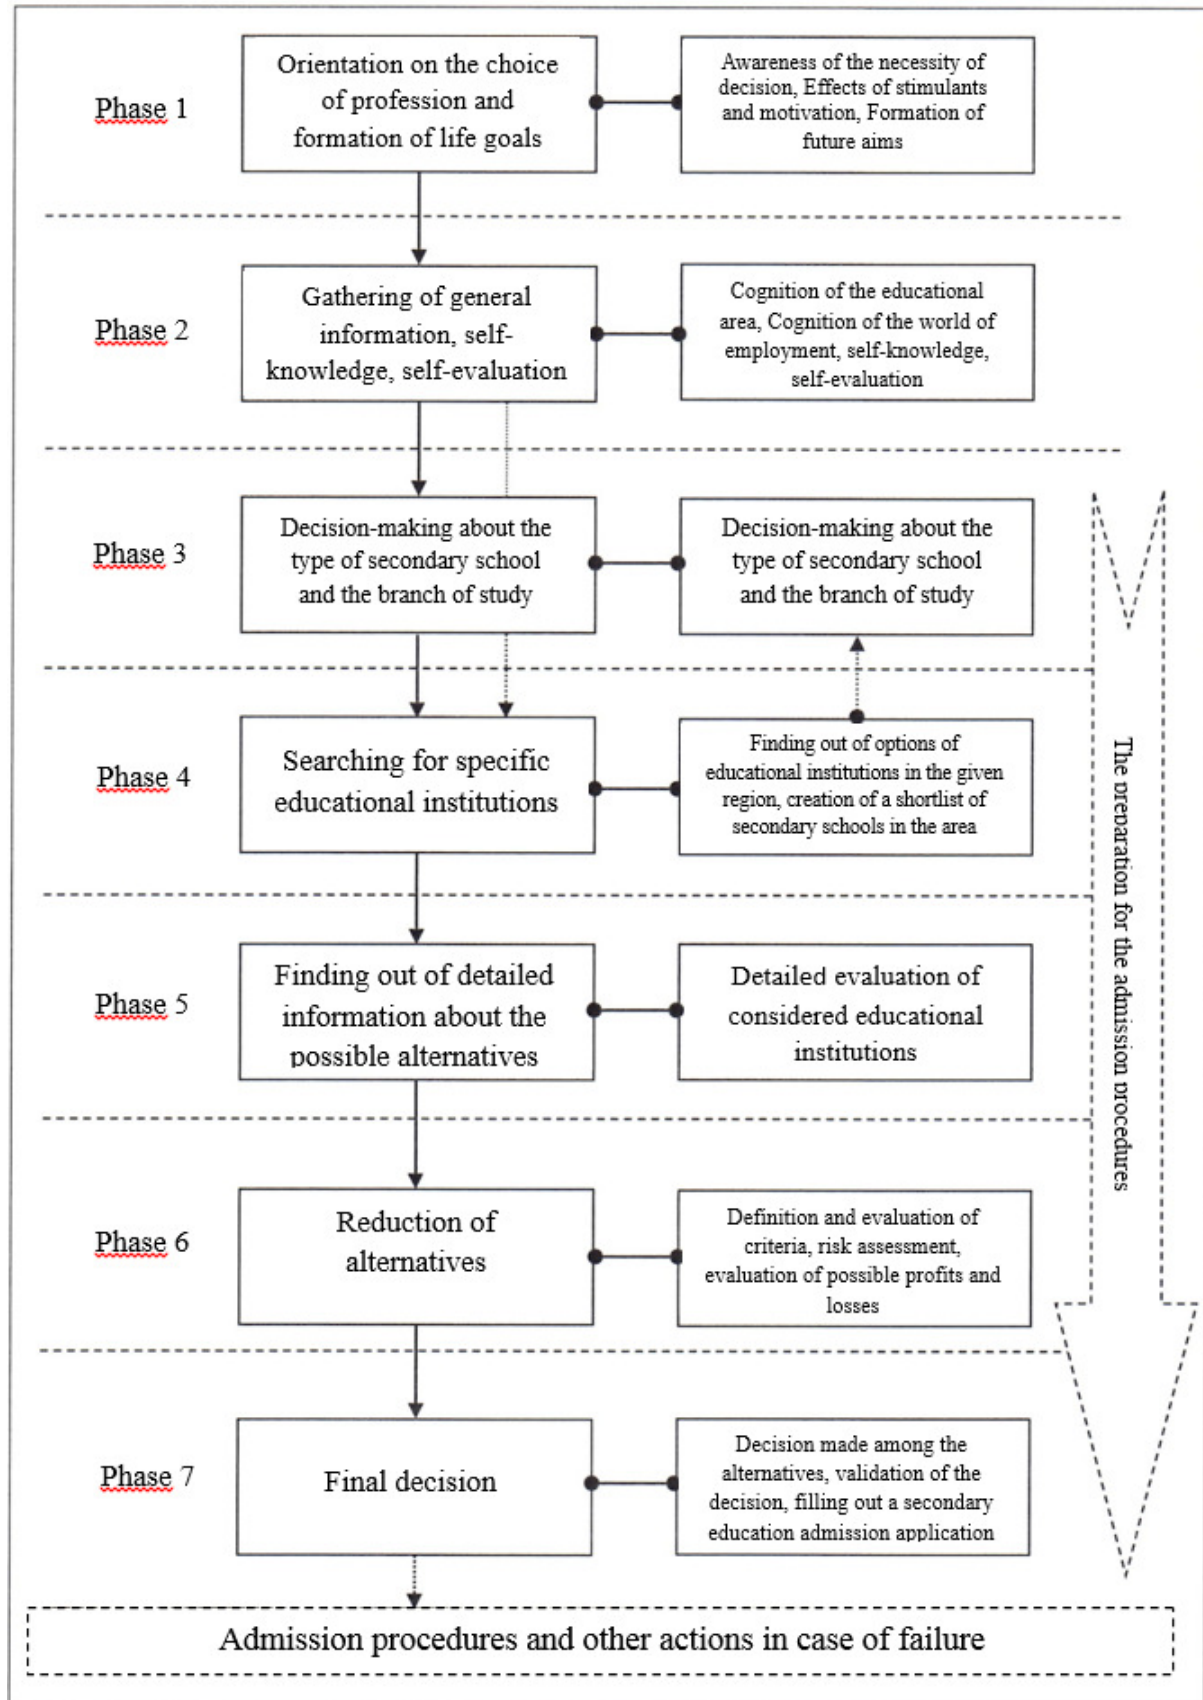 Phase 1
Orientation on the choice
of profession and
formation of life goals
Awareness of the necessity of
decision, Effects of stimulants
and motivation, Formation of
future aims
Phase 2
Gathering of general
information, self-
knowledge, self-evaluation
Cognition of the educational
area, Cognition of the world of
employment, self-knowledge,
self-evaluation
Phase 3
Decision-making about the
type of secondary school
and the branch of study
Decision-making about the
type of secondary school
and the branch of study
Phase 4
Searching for specific
educational institutions
Finding out of options of
educational institutions in the given
region, creation of a shortlist of
secondary schools in the area
Phase 5
Finding out of detailed
information about the
possible alternatives
Detailed evaluation of
considered educational
institutions
Phase 6
Reduction of
alternatives
Definition and evaluation of
criteria, risk assessment,
evaluation of possible profits and
losses
Phase 7
Final decision
Decision made among the
alternatives, validation of the
decision, filling out a secondary
education admission application
The preparation for the admission procedures
Admission procedures and other actions in case of failure